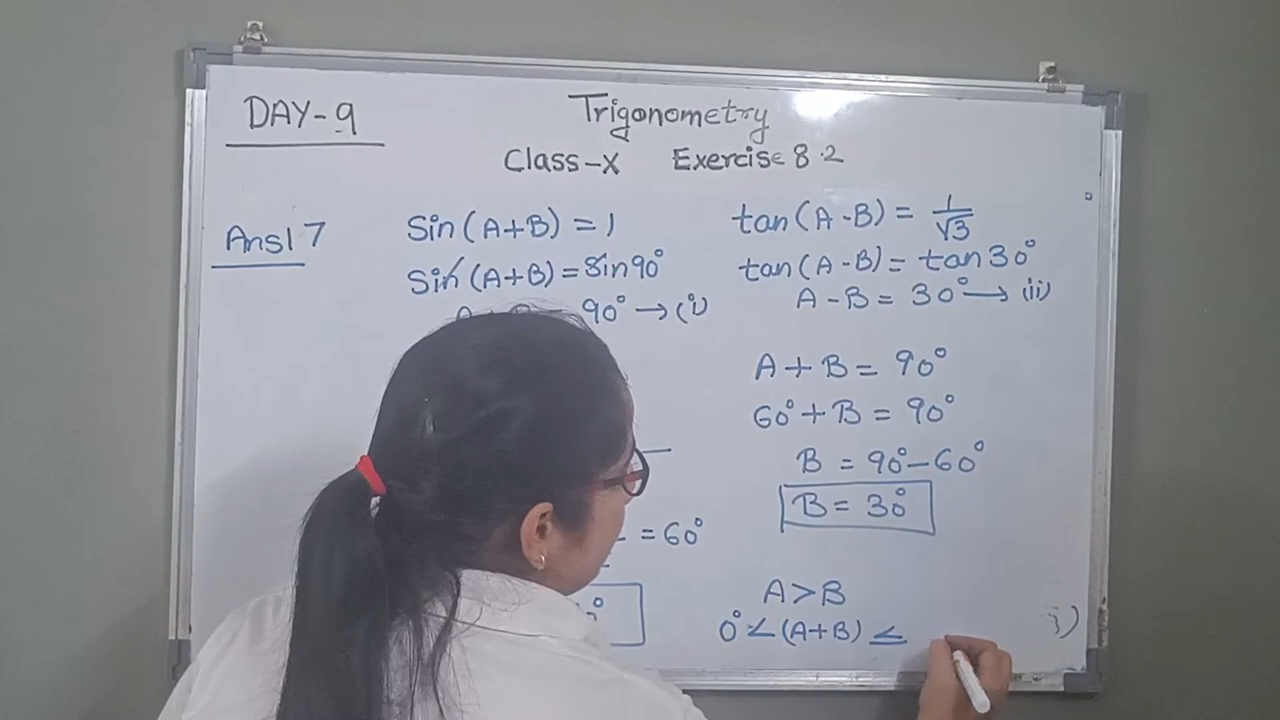 DAY-9
Trigonometry
Class-X Exercise 8.2
Ans17
Sin(A+B) = 1
Sin(A+B) = Sin90°
90° → (i)
= 60°
tan(A-B) = 1/√3
tan(A-B) = tan30°
A-B = 30° → (ii)
A+B = 90°
60°+B = 90°
B = 90°-60°
B = 30°
A>B
0°<(A+B) ≤